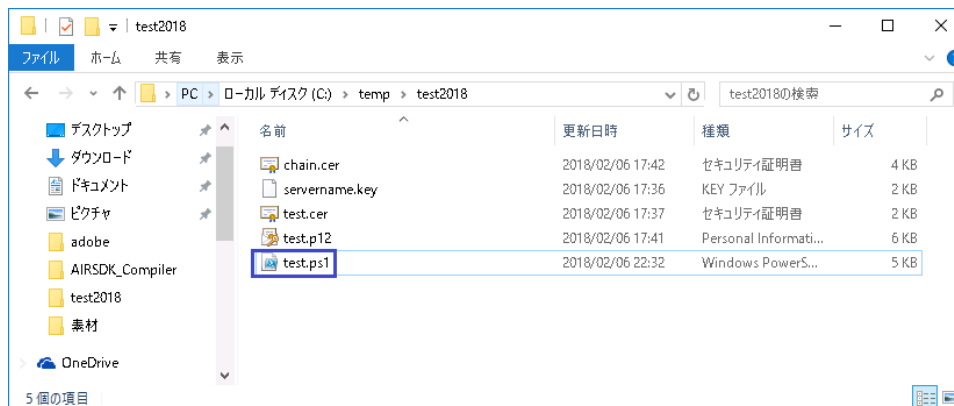 test2018
ファイル ホーム 共有 表示
PC ローカル ディスク (C:) temp test2018 test2018の検索
デスクトップ
ダウンロード
ドキュメント
ピクチャ
adobe
AIRSDK_Compiler
test2018
素材
OneDrive
名前 更新日時 種類 サイズ
chain.cer 2018/02/06 17:42 セキュリティ証明書 4 KB
servername.key 2018/02/06 17:36 KEY ファイル 2 KB
test.cer 2018/02/06 17:37 セキュリティ証明書 2 KB
test.p12 2018/02/06 17:41 Personal Informati... 6 KB
test.ps1 2018/02/06 22:32 Windows PowerS... 5 KB
5 個の項目